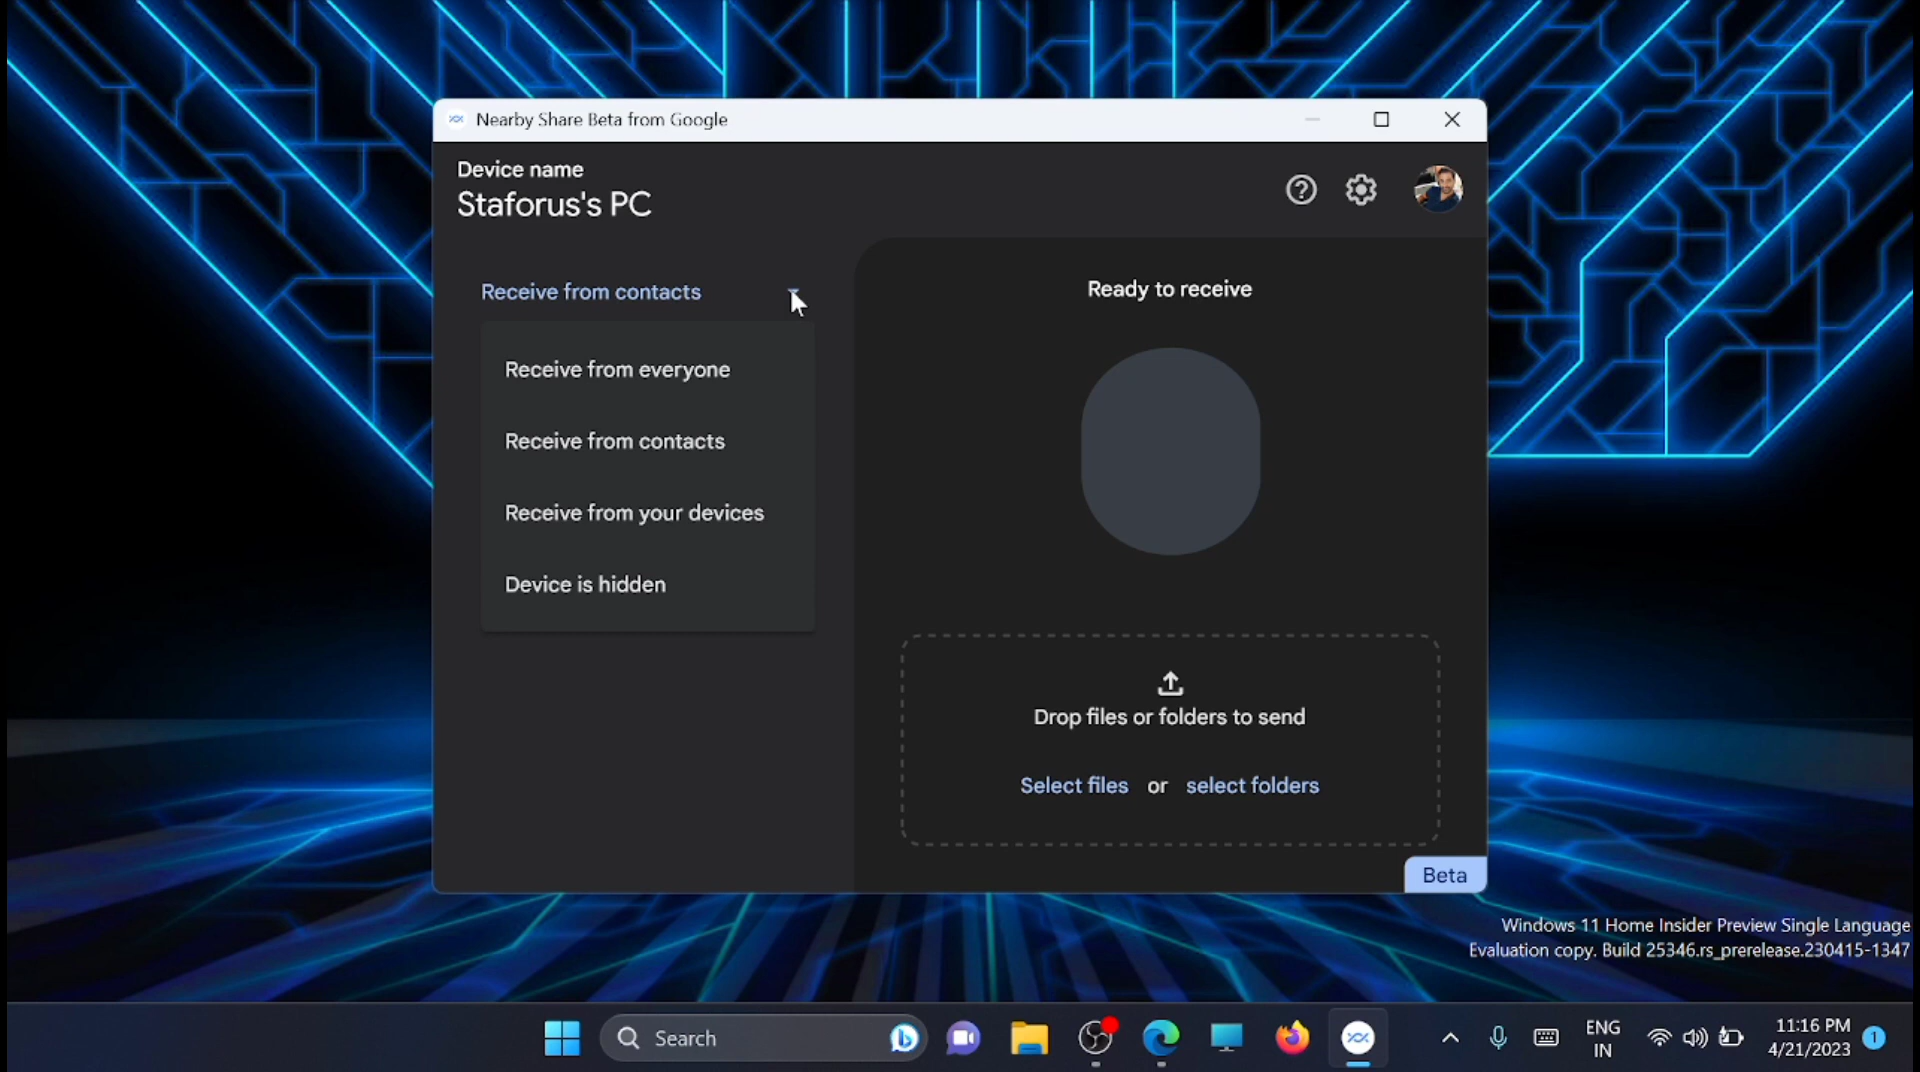 Nearby Share Beta from Google
Device name
Staforus's PC
Receive from contacts
Receive from everyone
Receive from contacts
Receive from your devices
Device is hidden
Ready to receive
Drop files or folders to send
Select files or select folders
Beta
Windows 11 Home Insider Preview Single Language
Evaluation copy. Build 25346.rs_prerelease.230415-1347
Search
ENG
IN
11:16 PM
4/21/2023
1